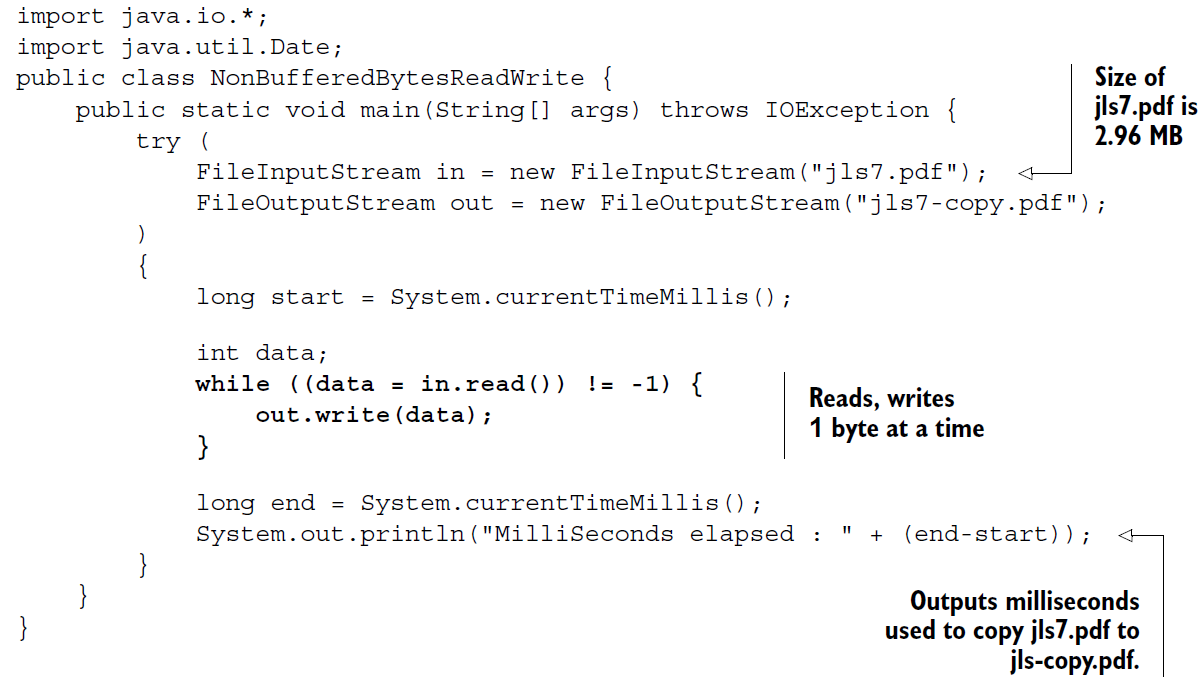 import java.io.*;
import java.util.Date;
public class NonBufferedBytesReadWrite {
    public static void main(String[] args) throws IOException {
        try (
            FileInputStream in = new FileInputStream("jls7.pdf");
            FileOutputStream out = new FileOutputStream("jls7-copy.pdf");
        )
        {
            long start = System.currentTimeMillis();

            int data;
            while ((data = in.read()) != -1) {
                out.write(data);
            }

            long end = System.currentTimeMillis();
            System.out.println("MilliSeconds elapsed : " + (end-start));
        }
    }
}
Size of
jls7.pdf is
2.96 MB
Reads, writes
1 byte at a time
Outputs milliseconds
used to copy jls7.pdf to
jls-copy.pdf.